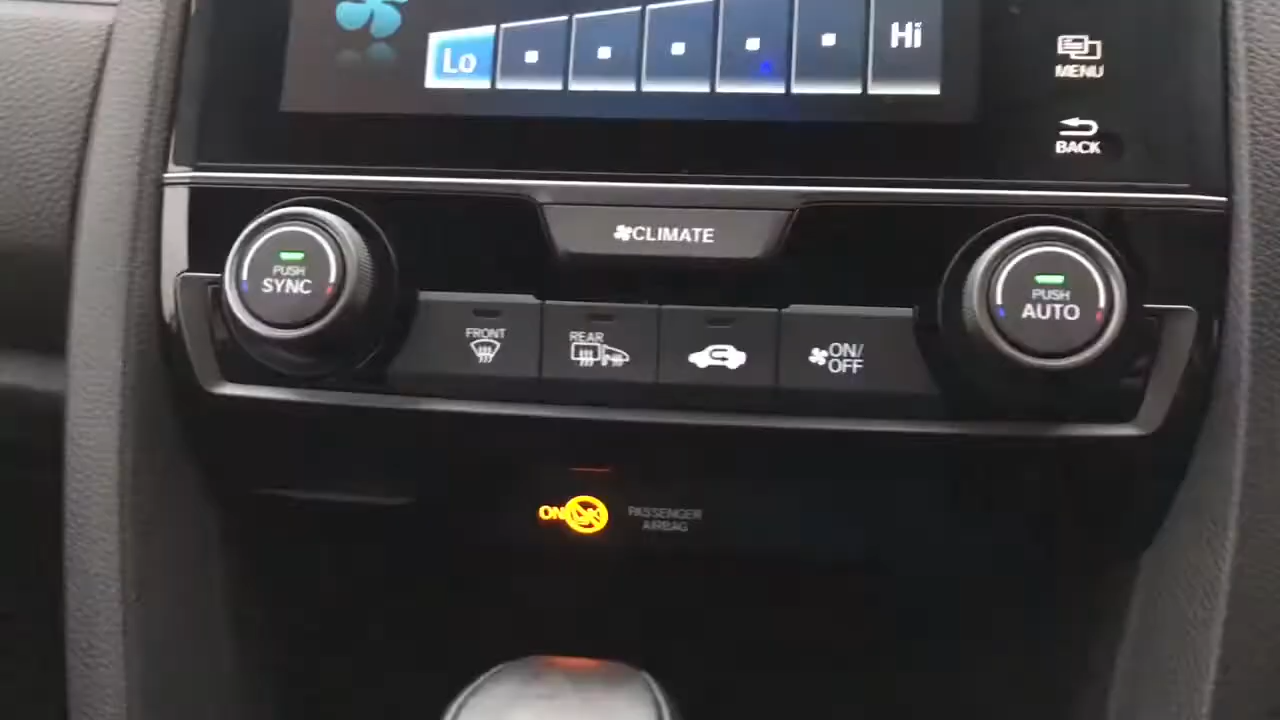 Lo
Hi
MENU
BACK
CLIMATE
PUSH
SYNC
PUSH
AUTO
FRONT
REAR
ON/
OFF
ON
PASSENGER
AIRBAG